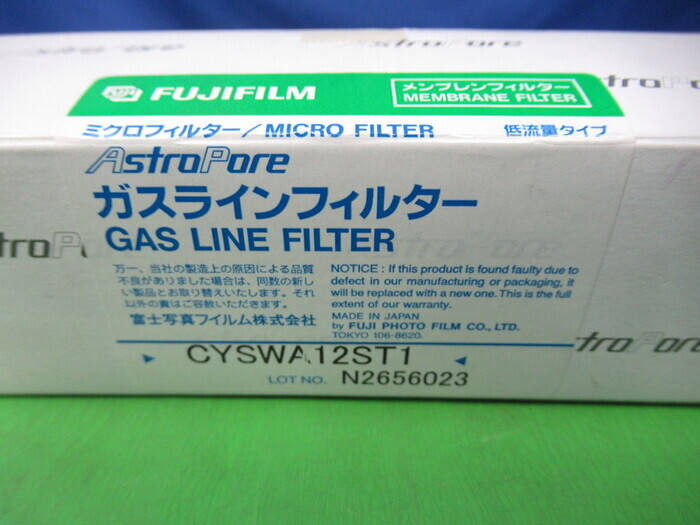 AstroPore
FUJIFILM
メンブレンフィルター
MEMBRANE FILTER
ミクロフィルター/MICRO FILTER 低流量タイプ
AstroPore
ガスラインフィルター
GAS LINE FILTER
万一、当社の製造上の原因による品質
不良がありました場合は、同数の新し
い製品とお取り替えいたします。それ
以外の責はご容赦いただきます。
富士写真フイルム株式会社
NOTICE : If this product is found faulty due to
defect in our manufacturing or packaging, it
will be replaced with a new one. This is the full
extent of our warranty.
MADE IN JAPAN
by FUJI PHOTO FILM CO., LTD.
TOKYO 106-8620.
CYSWA12ST1
LOT NO. N2656023